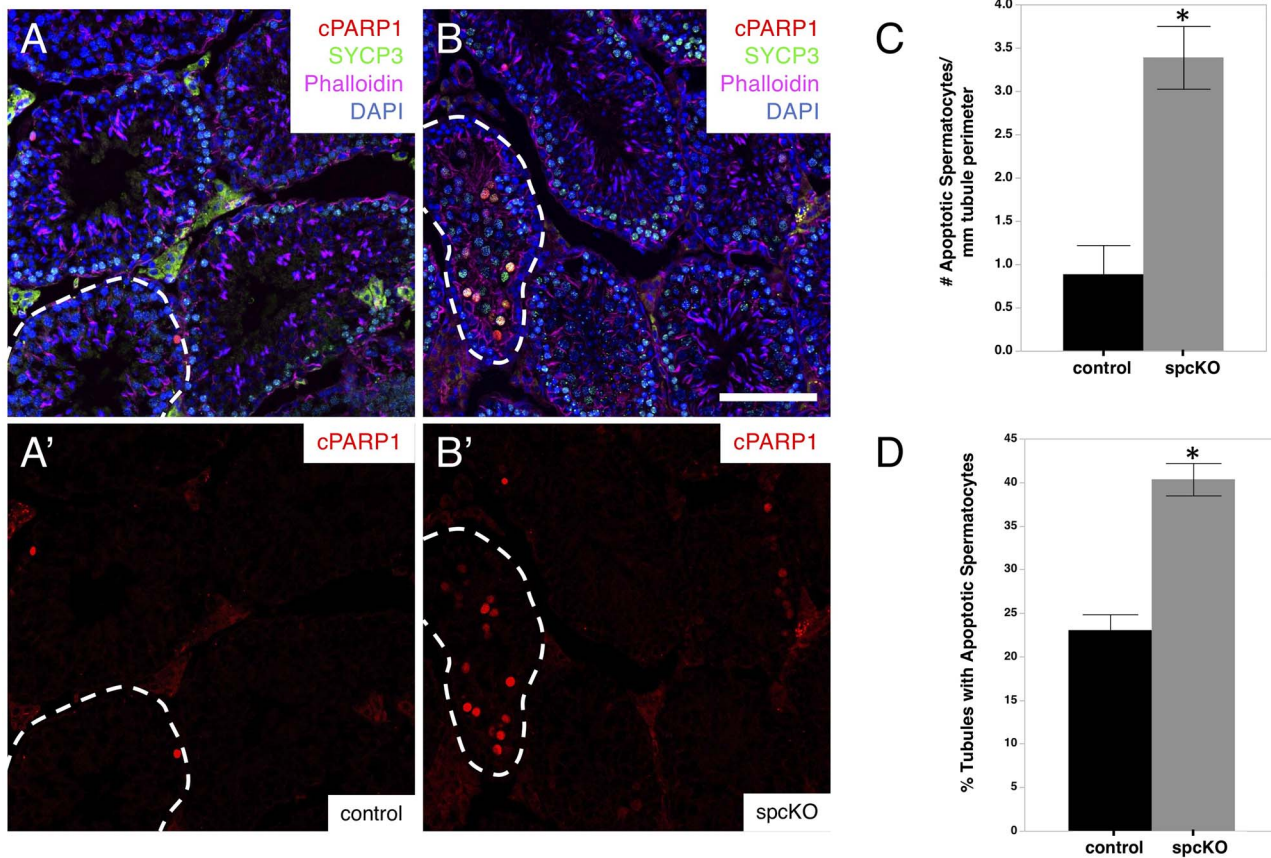 A
cPARP1
SYCP3
Phalloidin
DAPI
B
cPARP1
SYCP3
Phalloidin
DAPI
A’
cPARP1
control
B’
cPARP1
spcKO
C
# Apoptotic Spermatocytes/
mm tubule perimeter
4.0
3.5
3.0
2.5
2.0
1.5
1.0
0.5
0.0
*
control
spcKO
D
% Tubules with Apoptotic Spermatocytes
45
40
35
30
25
20
15
10
5
0
*
control
spcKO